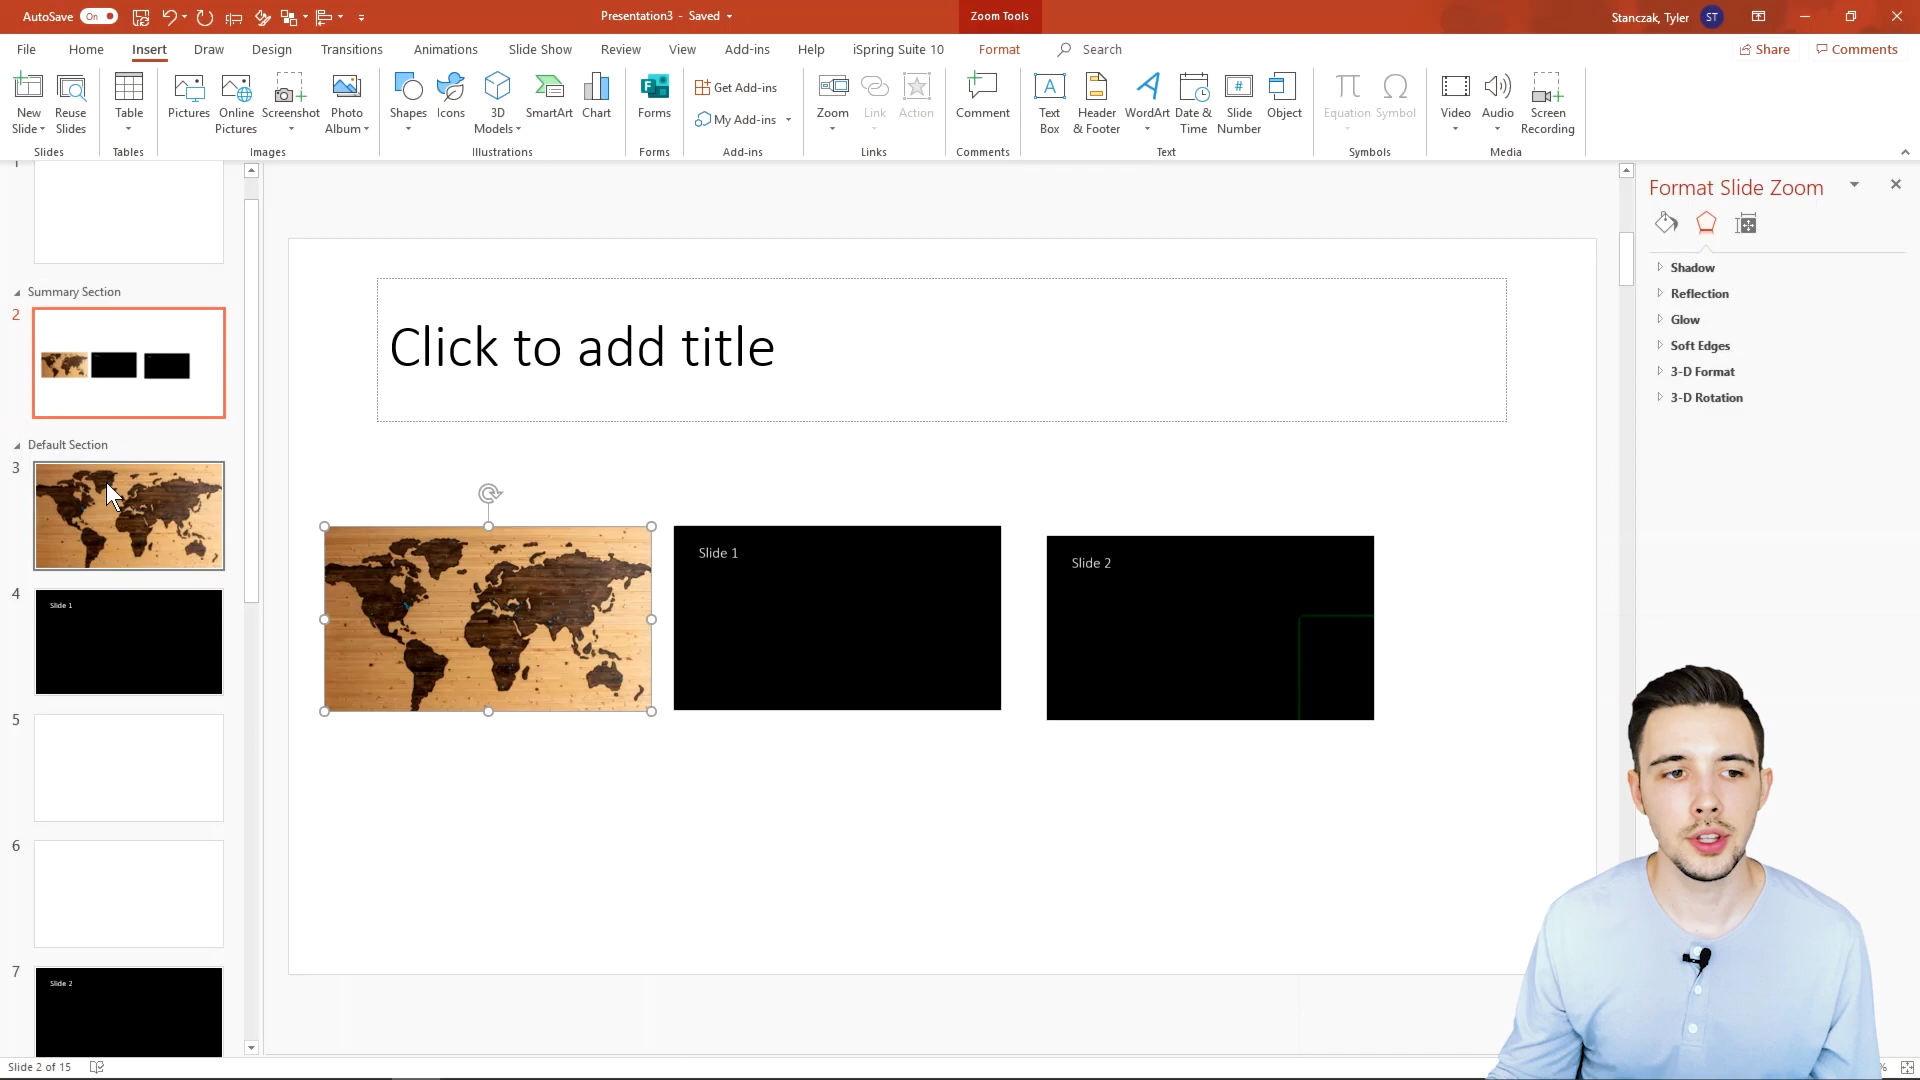 AutoSave On Presentation3 - Saved Zoom Tools Stanczak, Tyler ST
File Home Insert Draw Design Transitions Animations Slide Show Review View Add-ins Help iSpring Suite 10 Format Search Share Comments
New Slide
Reuse Slides
Table
Pictures
Online Pictures
Screenshot
Photo Album
Shapes
Icons
3D Models
SmartArt
Chart
Forms
Get Add-ins
My Add-ins
Zoom
Link
Action
Comment
Text Box
Header & Footer
WordArt
Date & Time
Slide Number
Object
Equation
Symbol
Video
Audio
Screen Recording
Slides Tables Images Illustrations Forms Add-ins Links Comments Text Symbols Media
Summary Section
2
Default Section
3
4
Slide 1
5
6
7
Slide 2
Click to add title
Slide 1
Slide 2
Format Slide Zoom
Shadow
Reflection
Glow
Soft Edges
3-D Format
3-D Rotation
Slide 2 of 15
%